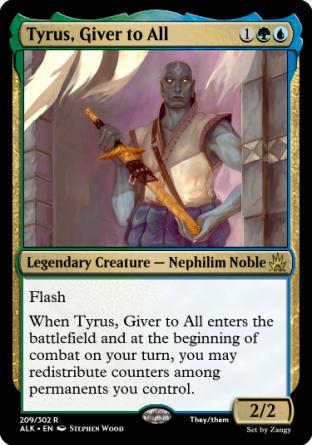 Tyrus, Giver to All 1
Legendary Creature — Nephilim Noble
Flash
When Tyrus, Giver to All enters the
battlefield and at the beginning of
combat on your turn, you may
redistribute counters among
permanents you control.
2/2
209/302 R They/them
ALK • EN STEPHEN WOOD Set by Zangy